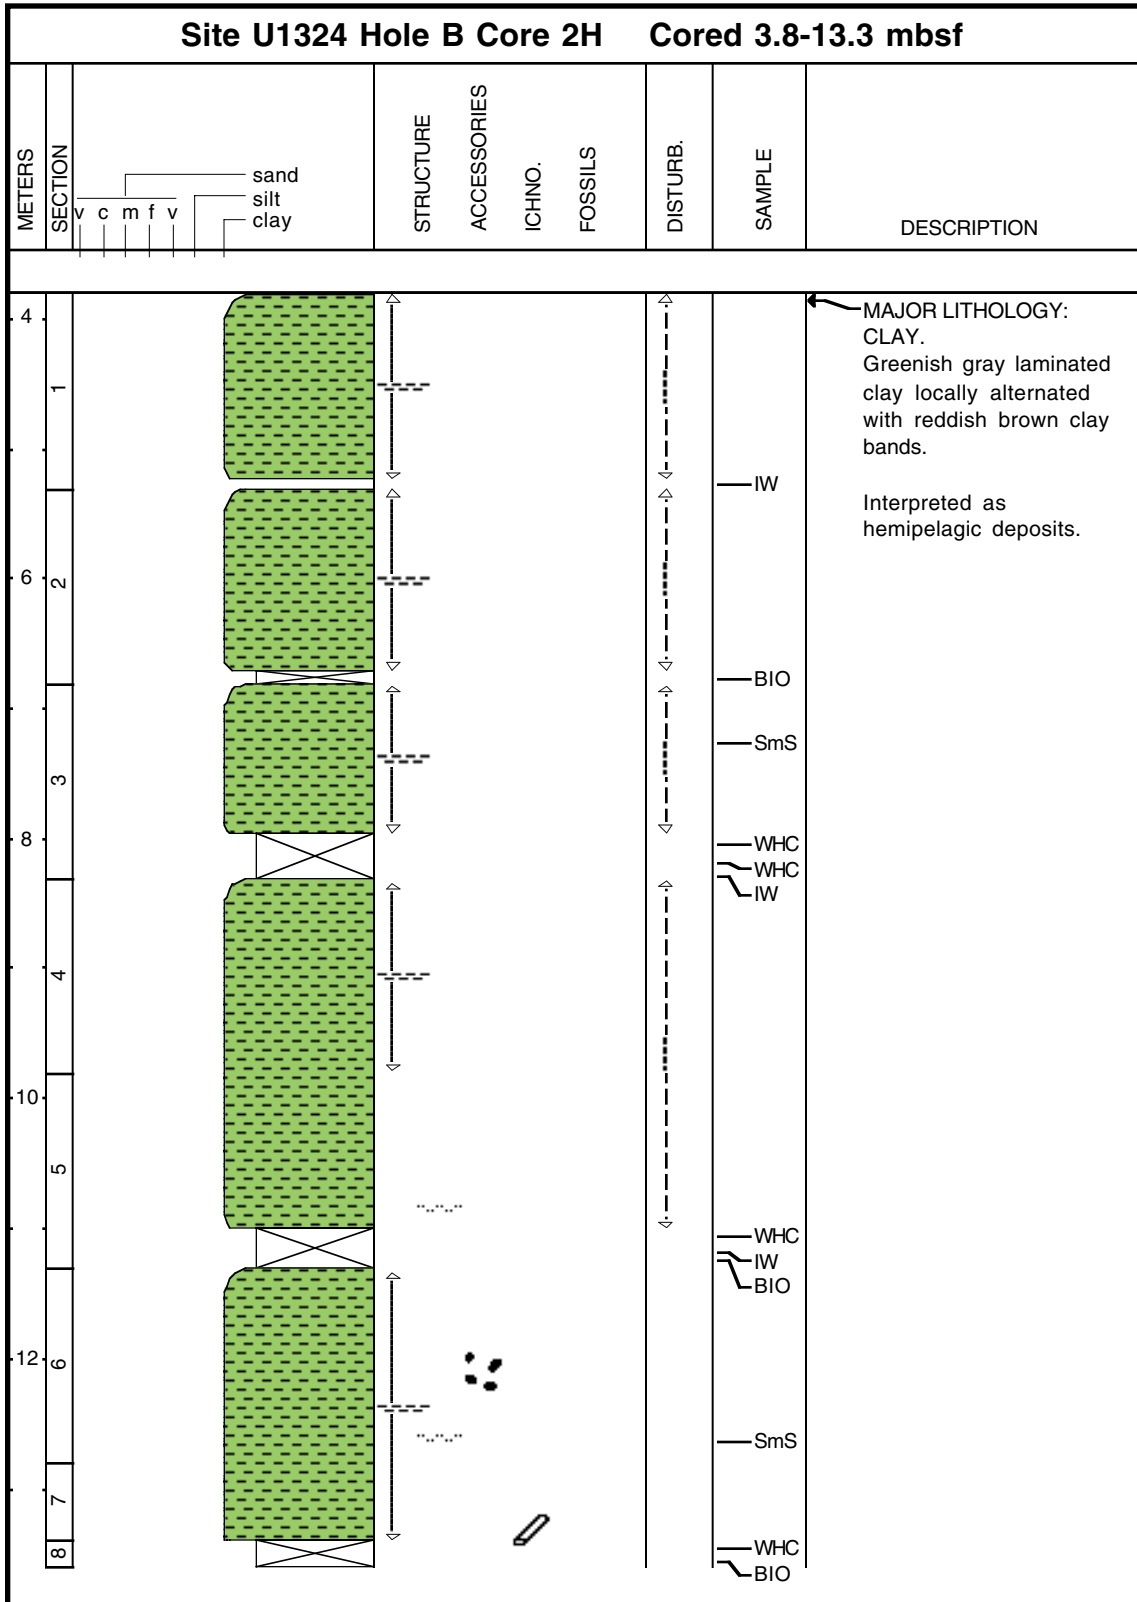 Site U1324 Hole B Core 2H Cored 3.8-13.3 mbsf
METERS
SECTION
v c m f v
sand
silt
clay
STRUCTURE
ACCESSORIES
ICHNO.
FOSSILS
DISTURB.
SAMPLE
DESCRIPTION
4
6
8
10
12
1
2
3
4
5
6
7
8
IW
BIO
SmS
WHC
WHC
IW
WHC
IW
BIO
SmS
WHC
BIO
MAJOR LITHOLOGY:
CLAY.
Greenish gray laminated
clay locally alternated
with reddish brown clay
bands.
Interpreted as
hemipelagic deposits.